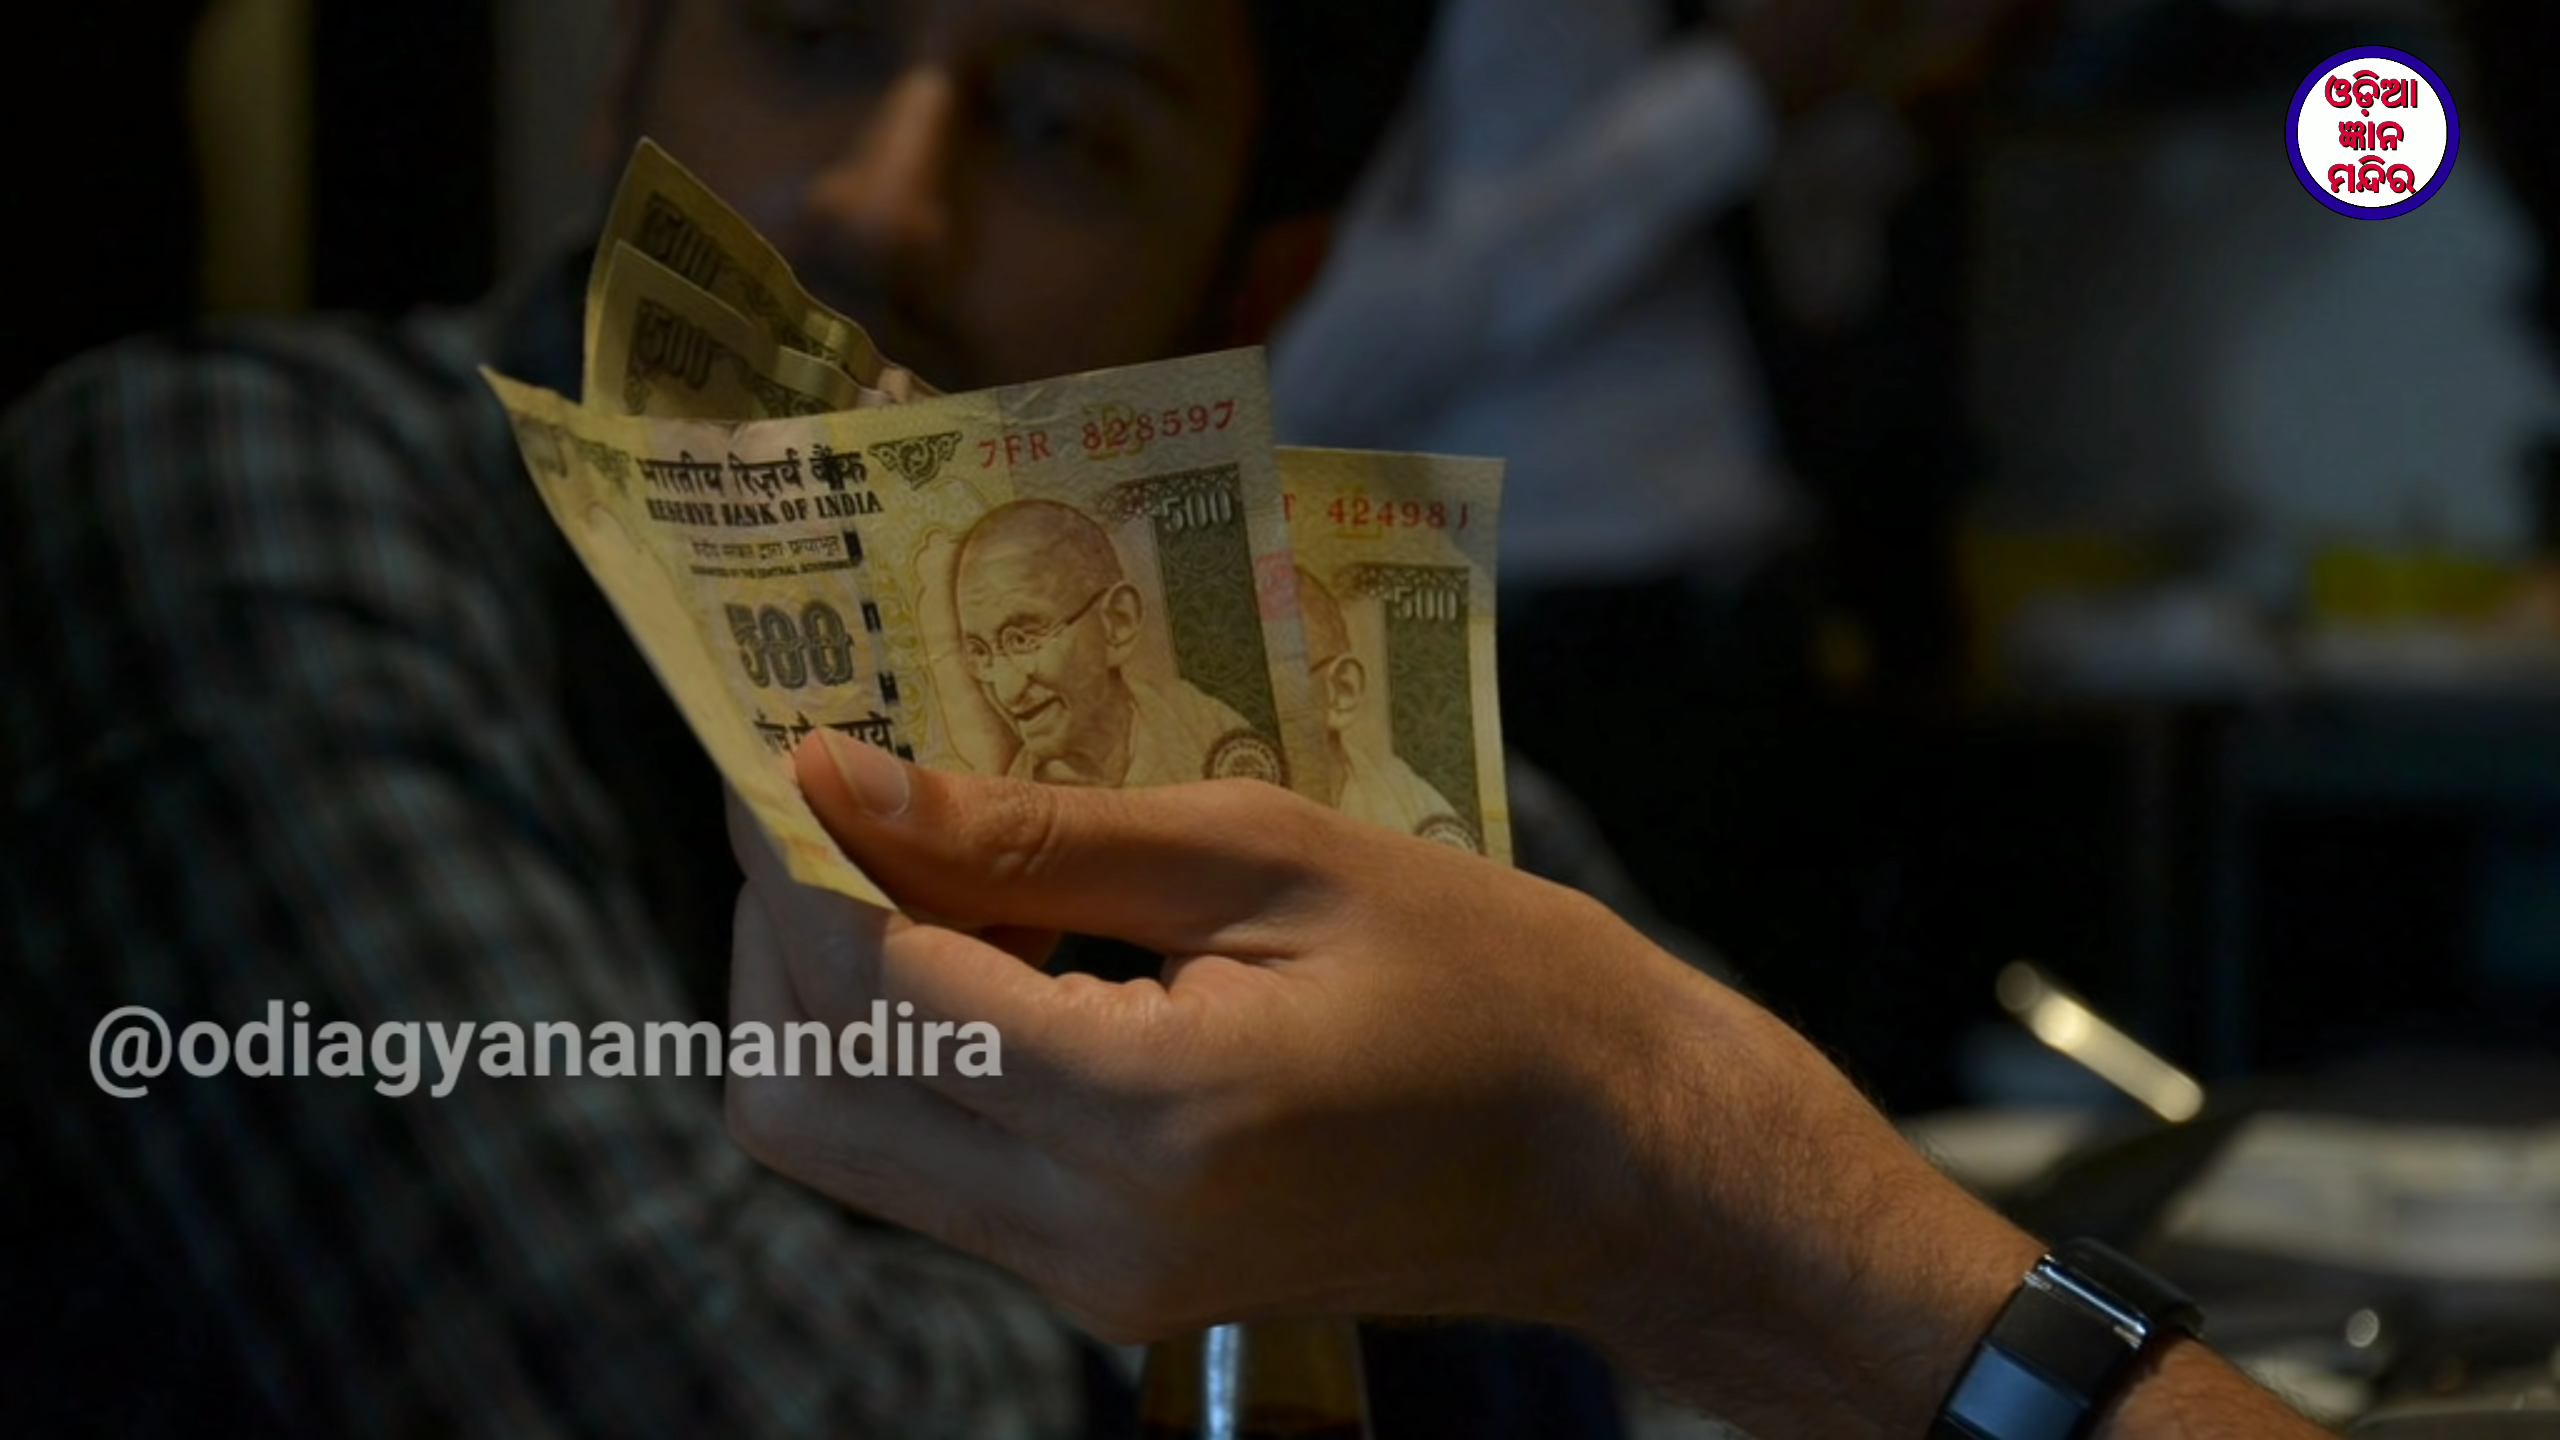 ଓଡ଼ିଆ
ଜ୍ଞାନ
ମନ୍ଦିର
500
500
7FR 828597
भारतीय रिज़र्व बैंक
RESERVE BANK OF INDIA
500
42498
500
500
@odiagyanamandira